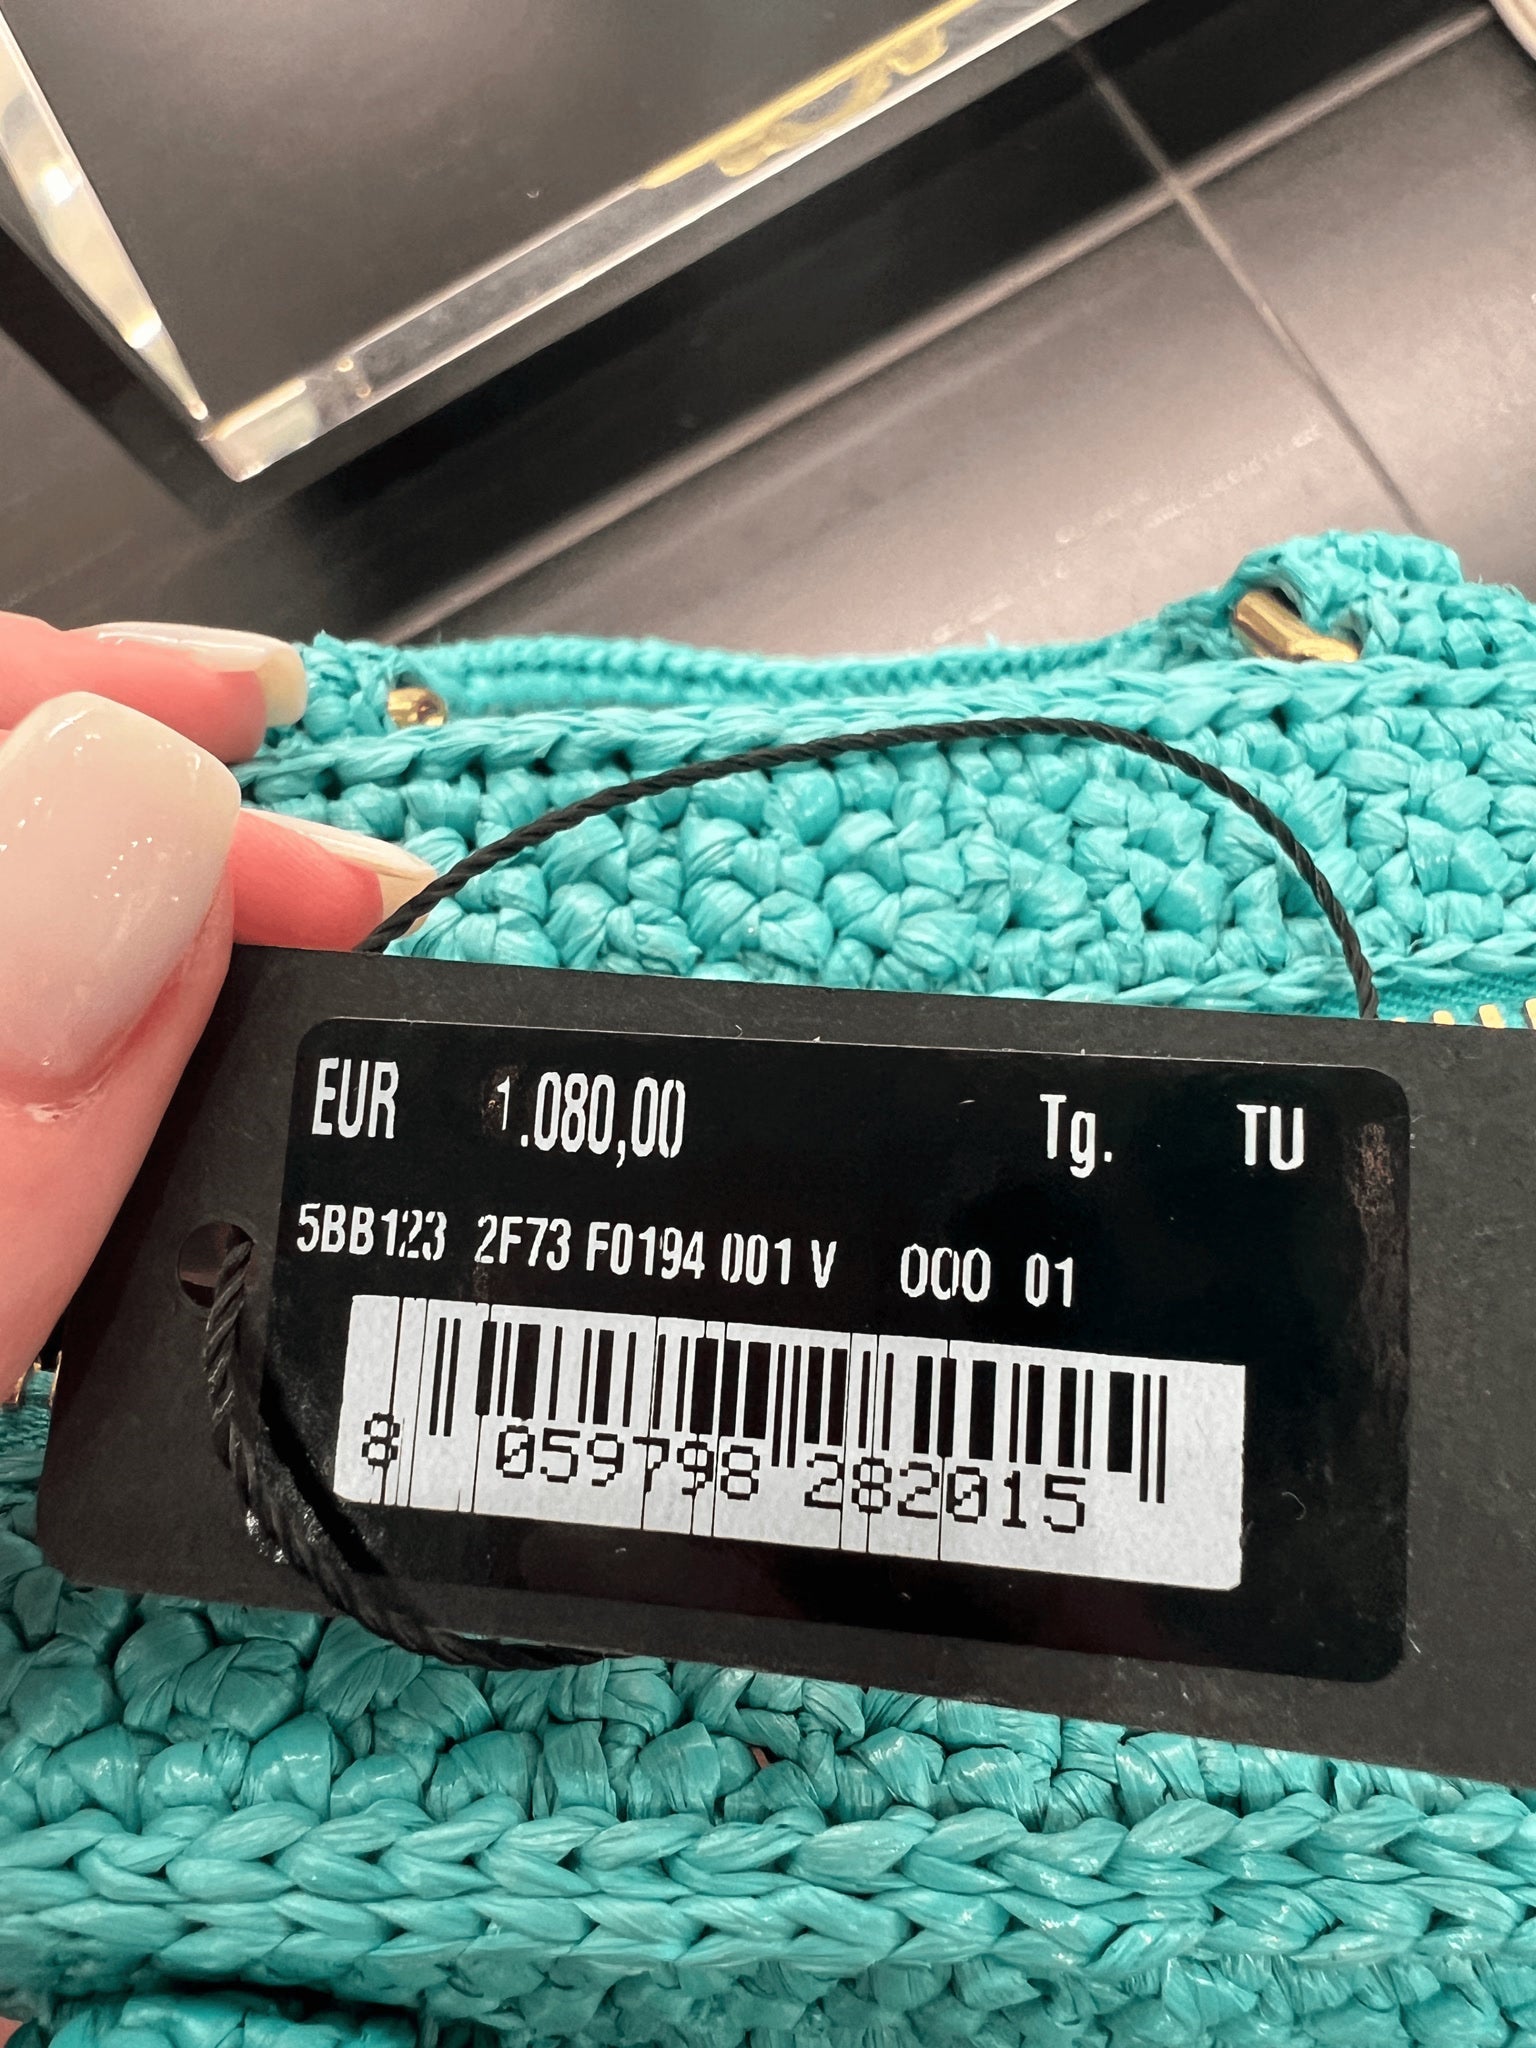 EUR 1.080,00 Tg. TU
5BB123 2F73 F0194 001 V 000 01
8 059798 282015